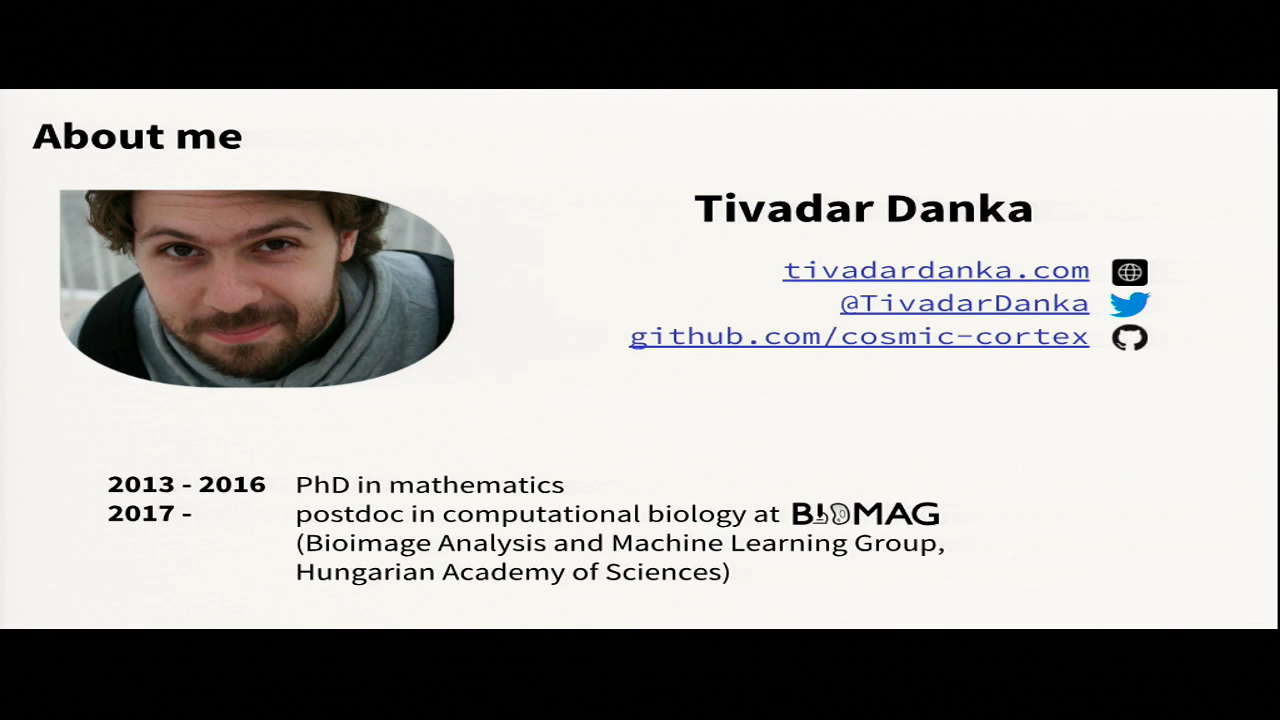 About me
Tivadar Danka
tivadardanka.com
@TivadarDanka
github.com/cosmic-cortex
2013 - 2016 PhD in mathematics
2017 - postdoc in computational biology at BIOMAG
(Bioimage Analysis and Machine Learning Group,
Hungarian Academy of Sciences)